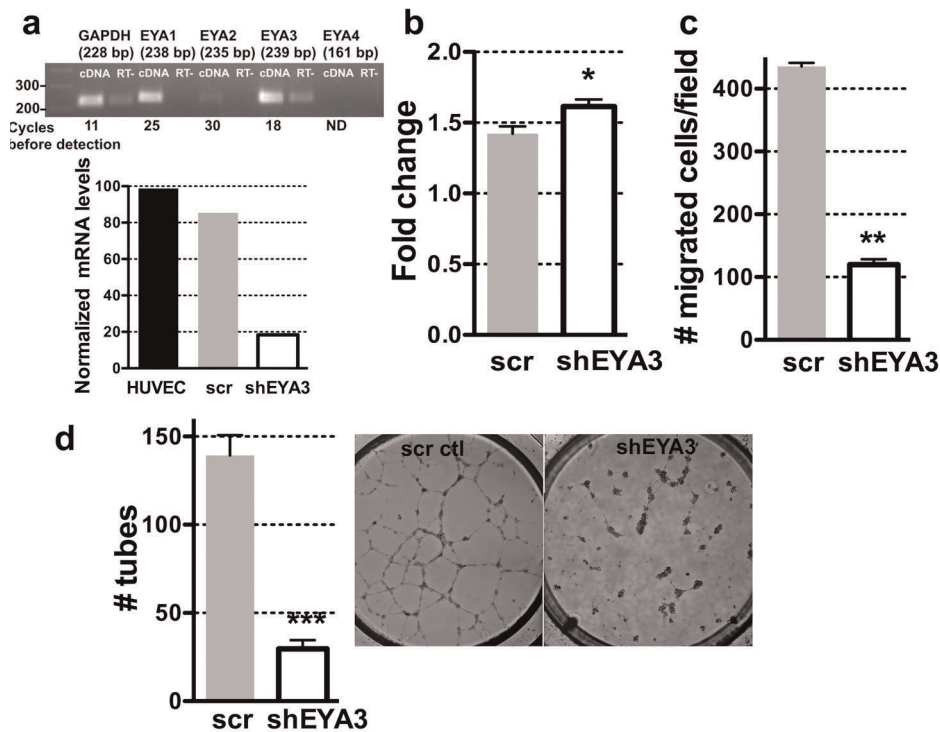 a
GAPDH EYA1 EYA2 EYA3 EYA4
(228 bp) (238 bp) (235 bp) (239 bp) (161 bp)
cDNA RT- cDNA RT- cDNA RT- cDNA RT- cDNA RT-
300
200
Cycles 11 25 30 18 ND
before detection
Normalized mRNA levels
100
80
60
40
20
0
HUVEC scr shEYA3
b
Fold change
2.0
1.5
1.0
0.5
0.0
*
scr shEYA3
c
# migrated cells/field
400
300
200
100
0
**
scr shEYA3
d
# tubes
150
100
50
0
***
scr shEYA3
scr ctl shEYA3